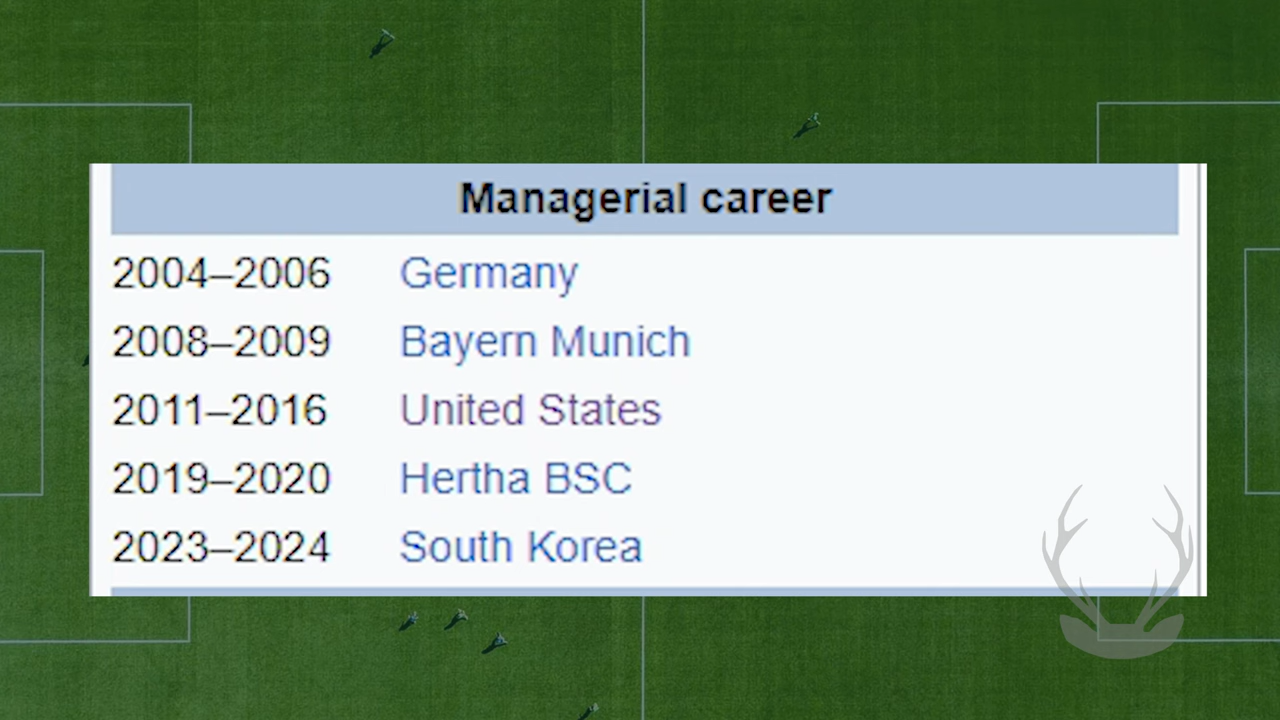 Managerial career
2004–2006 Germany
2008–2009 Bayern Munich
2011–2016 United States
2019–2020 Hertha BSC
2023–2024 South Korea